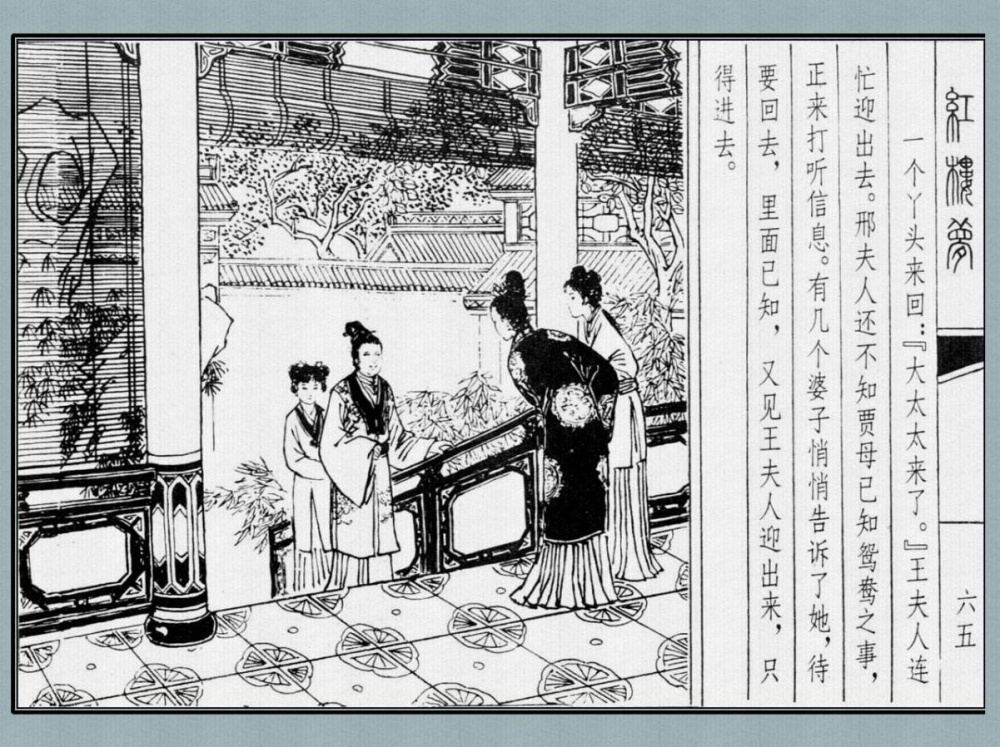 紅樓夢
六五
一个丫头来回：『大太太来了。』王夫人连
忙迎出去。邢夫人还不知贾母已知鸳鸯之事，
正来打听信息。有几个婆子悄悄告诉了她，待
要回去，里面已知，又见王夫人迎出来，只
得进去。